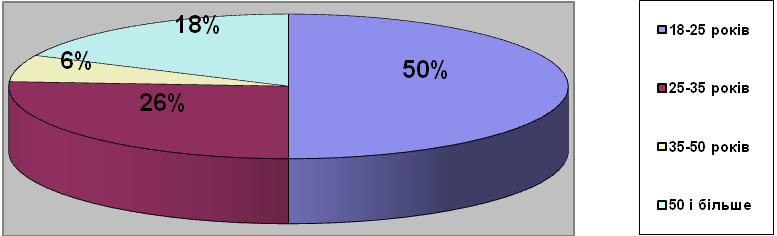 18%
50%
6%
26%
18-25 років
25-35 років
35-50 років
50 і більше